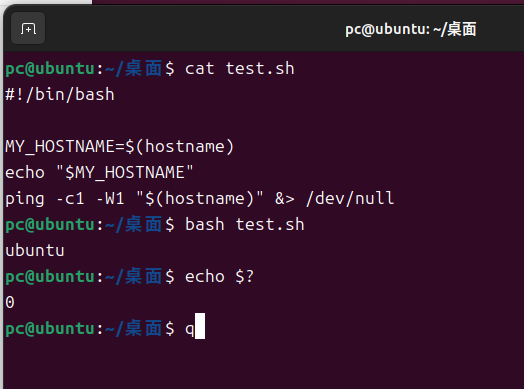 pc@ubuntu: ~/桌面
pc@ubuntu:~/桌面$ cat test.sh
#!/bin/bash
MY_HOSTNAME=$(hostname)
echo "$MY_HOSTNAME"
ping -c1 -W1 "$(hostname)" &> /dev/null
pc@ubuntu:~/桌面$ bash test.sh
ubuntu
pc@ubuntu:~/桌面$ echo $?
0
pc@ubuntu:~/桌面$ q